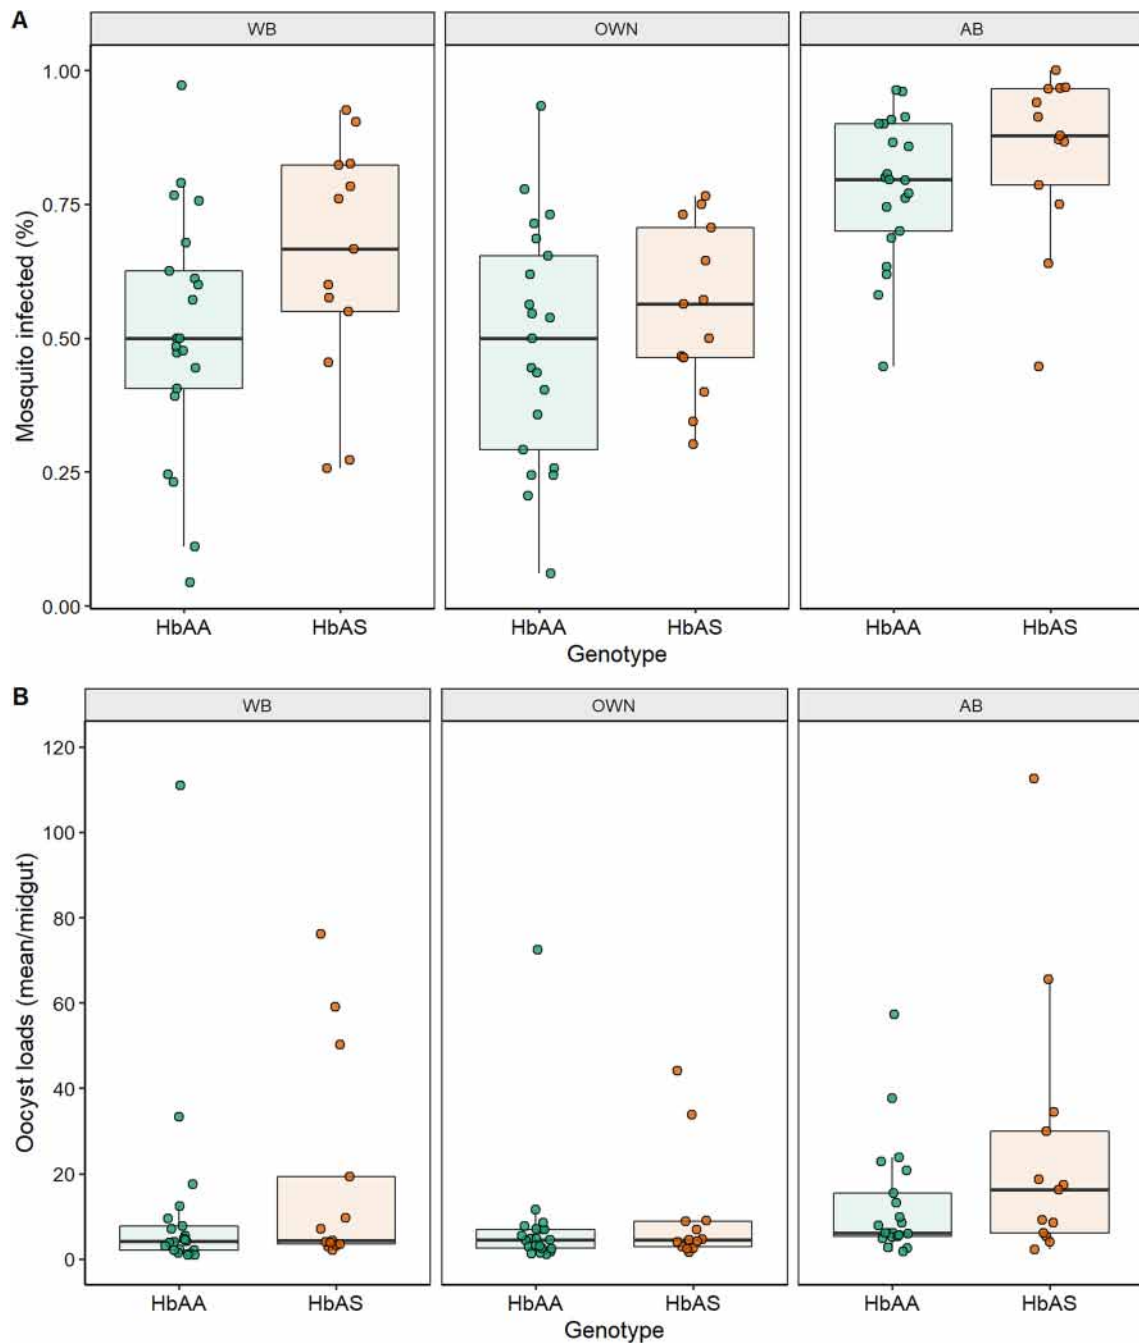 A
WB OWN AB
Mosquito infected (%)
1.00
0.75
0.50
0.25
0.00
HbAA HbAS HbAA HbAS HbAA HbAS
Genotype
B
WB OWN AB
Oocyst loads (mean/midgut)
120
100
80
60
40
20
0
HbAA HbAS HbAA HbAS HbAA HbAS
Genotype